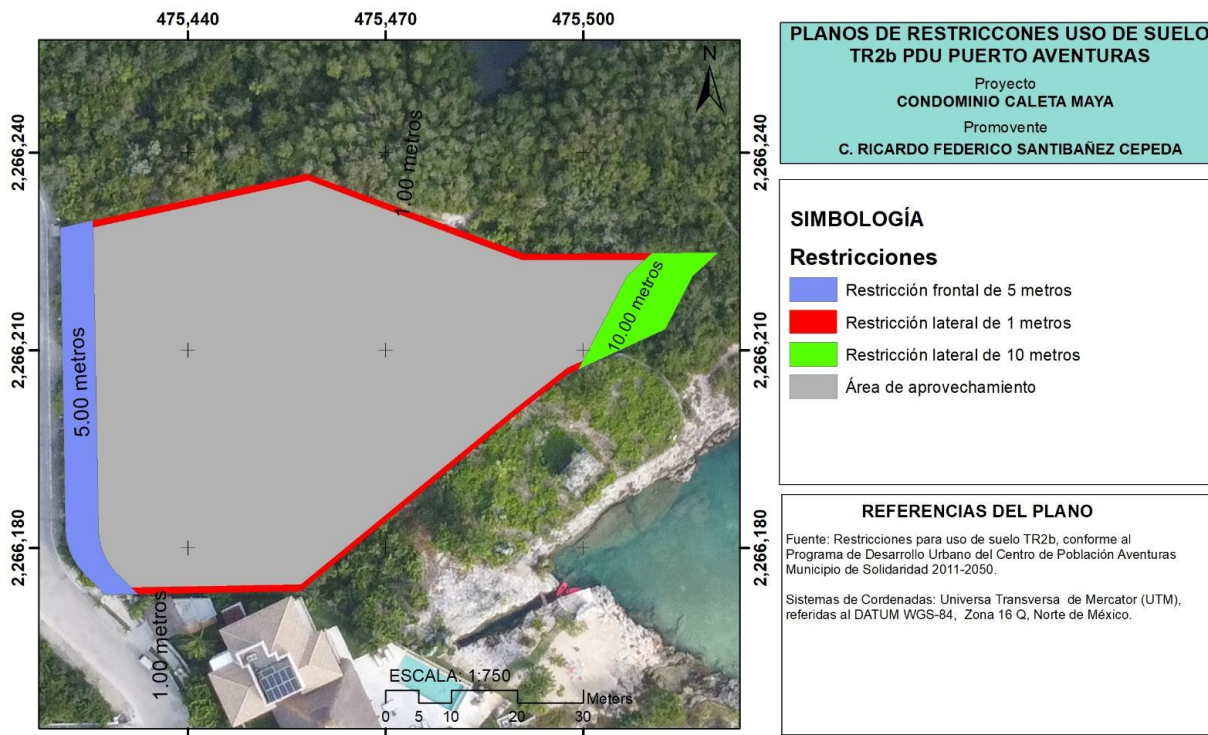 475,440 475,470 475,500
2,266,240
2,266,210
2,266,180
2,266,240
2,266,210
2,266,180
N
1.00 metros
10.00 metros
5.00 metros
1.00 metros
ESCALA: 1:750
Meters
0 5 10 20 30
475,440 475,470 475,500
PLANOS DE RESTRICCONES USO DE SUELO
TR2b PDU PUERTO AVENTURAS
Proyecto
CONDOMINIO CALETA MAYA
Promovente
C. RICARDO FEDERICO SANTIBAÑEZ CEPEDA
SIMBOLOGÍA
Restricciones
Restricción frontal de 5 metros
Restricción lateral de 1 metros
Restricción lateral de 10 metros
Área de aprovechamiento
REFERENCIAS DEL PLANO
Fuente: Restricciones para uso de suelo TR2b, conforme al
Programa de Desarrollo Urbano del Centro de Población Aventuras
Municipio de Solidaridad 2011-2050.
Sistemas de Cordenadas: Universa Transversa de Mercator (UTM),
referidas al DATUM WGS-84, Zona 16 Q, Norte de México.